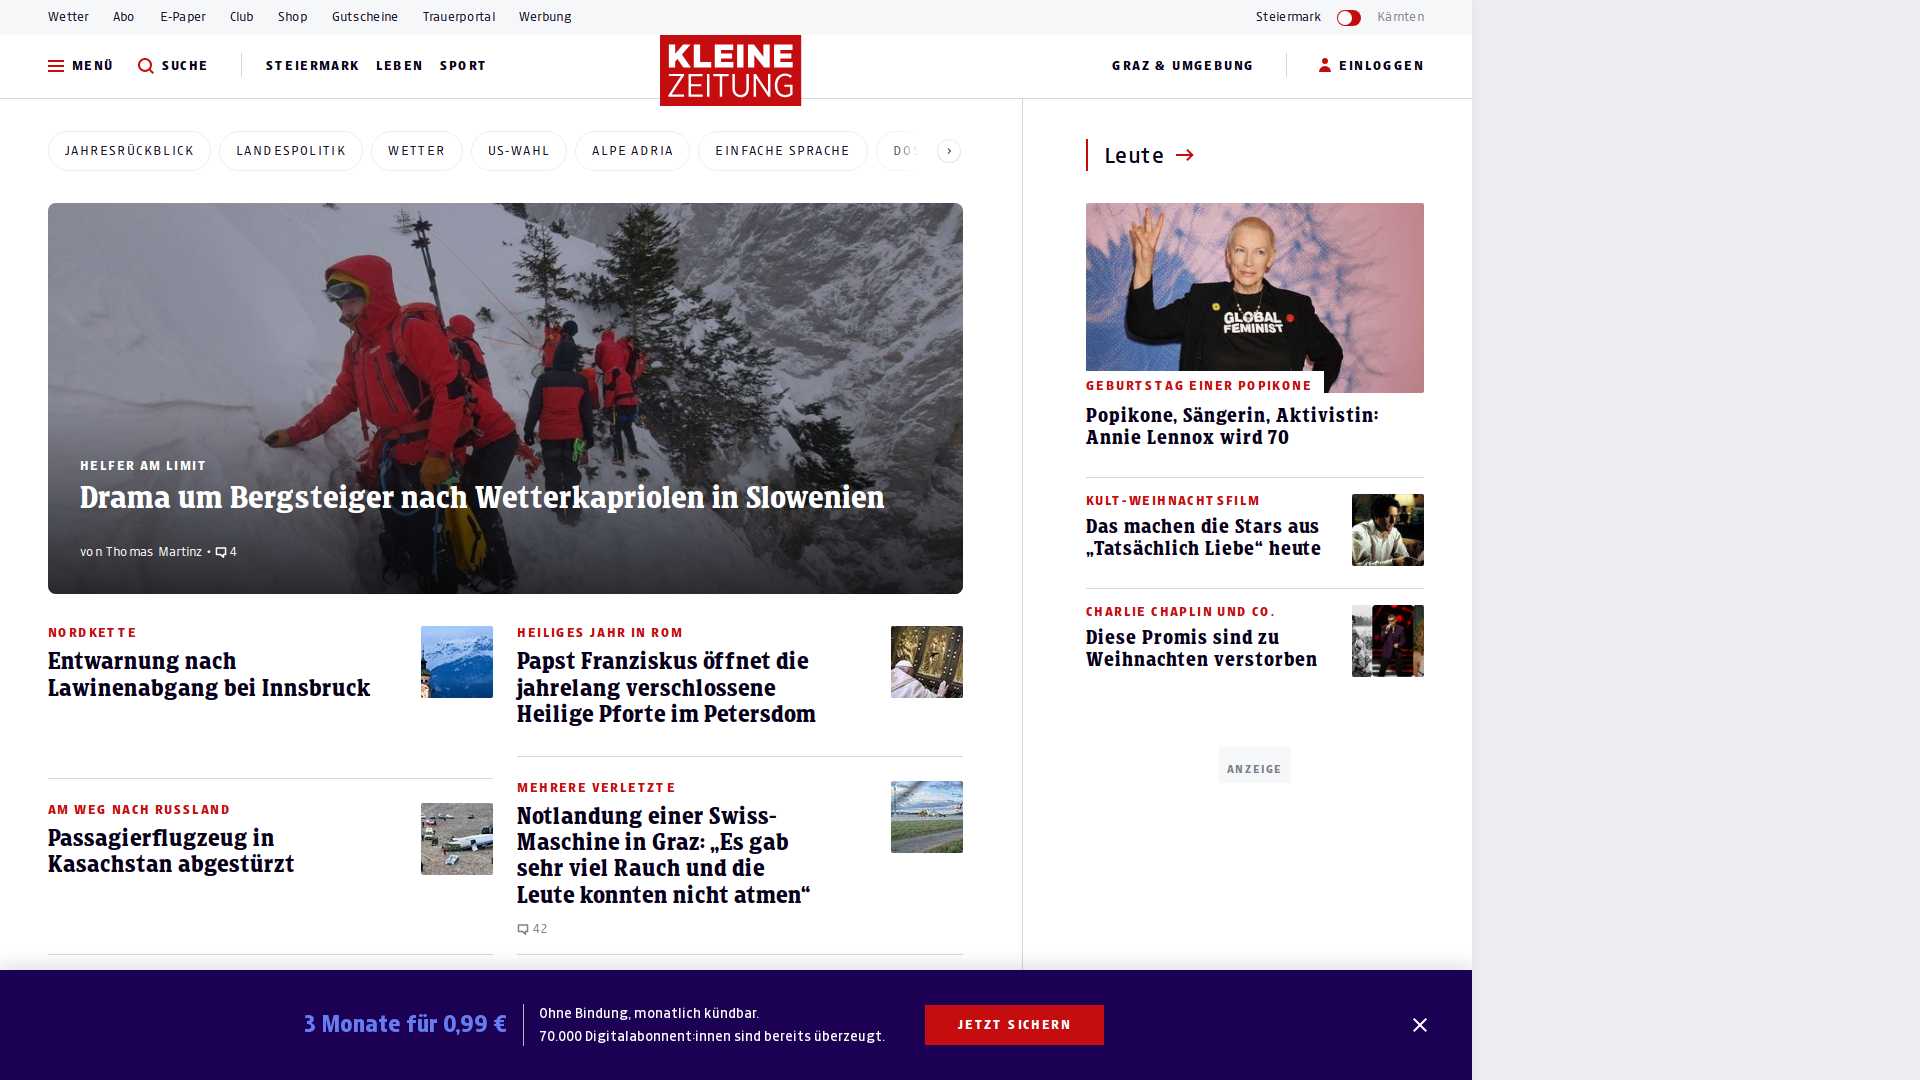 Wetter Abo E-Paper Club Shop Gutscheine Trauerportal Werbung Steiermark Kärnten
MENÜ SUCHE STEIERMARK LEBEN SPORT KLEINE ZEITUNG GRAZ & UMGEBUNG EINLOGGEN
JAHRESRÜCKBLICK LANDESPOLITIK WETTER US-WAHL ALPE ADRIA EINFACHE SPRACHE
HELFER AM LIMIT
Drama um Bergsteiger nach Wetterkapriolen in Slowenien
von Thomas Martinz • 4
NORDKETTE
Entwarnung nach
Lawinenabgang bei Innsbruck
AM WEG NACH RUSSLAND
Passagierflugzeug in
Kasachstan abgestürzt
HEILIGES JAHR IN ROM
Papst Franziskus öffnet die
jahrelang verschlossene
Heilige Pforte im Petersdom
MEHRERE VERLETZTE
Notlandung einer Swiss-
Maschine in Graz: „Es gab
sehr viel Rauch und die
Leute konnten nicht atmen“
42
Leute
GLOBAL
FEMINIST
GEBURTSTAG EINER POPIKONE
Popikone, Sängerin, Aktivistin:
Annie Lennox wird 70
KULT-WEIHNACHTSFILM
Das machen die Stars aus
„Tatsächlich Liebe“ heute
CHARLIE CHAPLIN UND CO.
Diese Promis sind zu
Weihnachten verstorben
ANZEIGE
3 Monate für 0,99 €
Ohne Bindung, monatlich kündbar.
70.000 Digitalabonnent:innen sind bereits überzeugt.
JETZT SICHERN